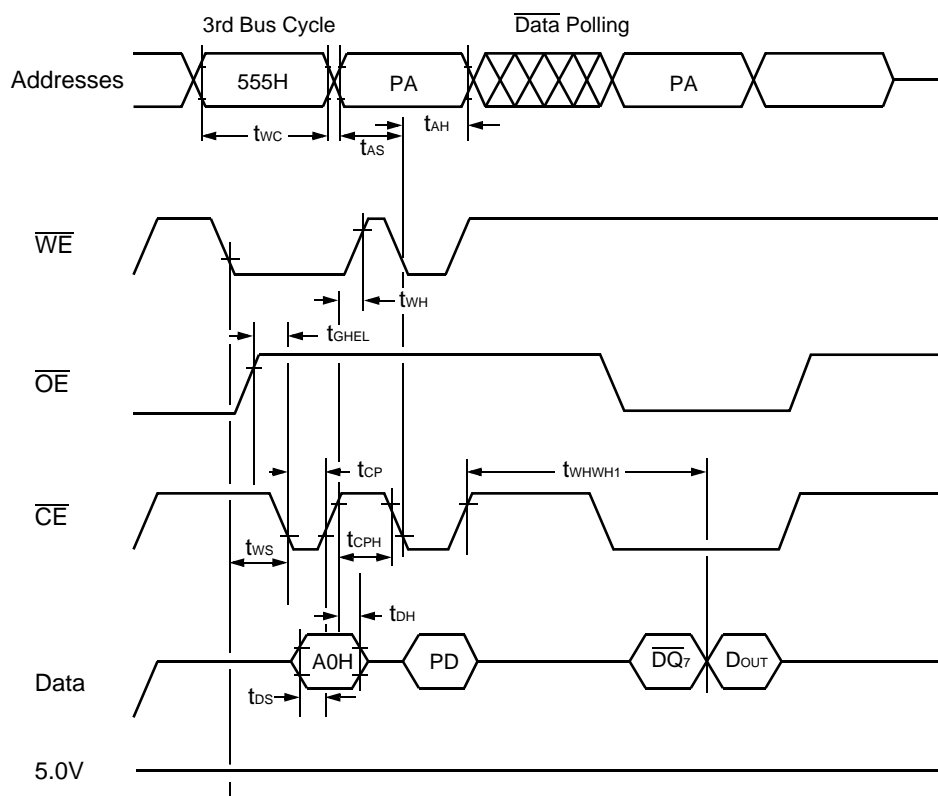 3rd Bus Cycle
Data Polling
Addresses
555H
PA
PA
tWC
tAS
tAH
WE
tWH
tGHEL
OE
tCP
tWHWH1
CE
tWS
tCPH
tDH
Data
A0H
PD
DQ7
DOUT
tDS
5.0V